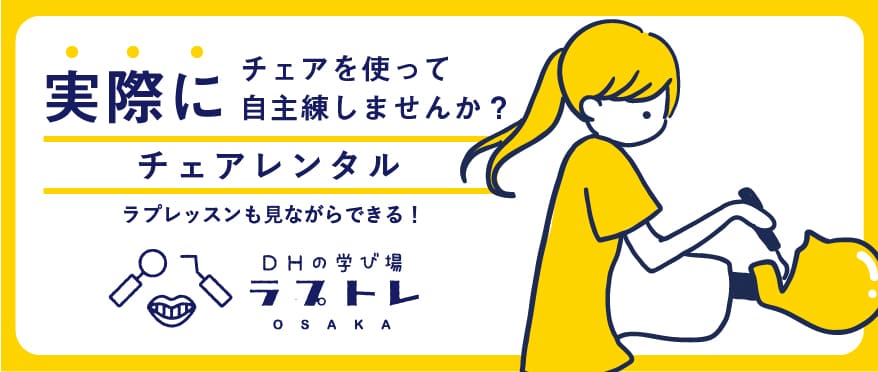 実際に
チェアを使って
自主練しませんか？
チェアレンタル
ラプレッスンも見ながらできる！
DHの学び場
ラプトレ
OSAKA